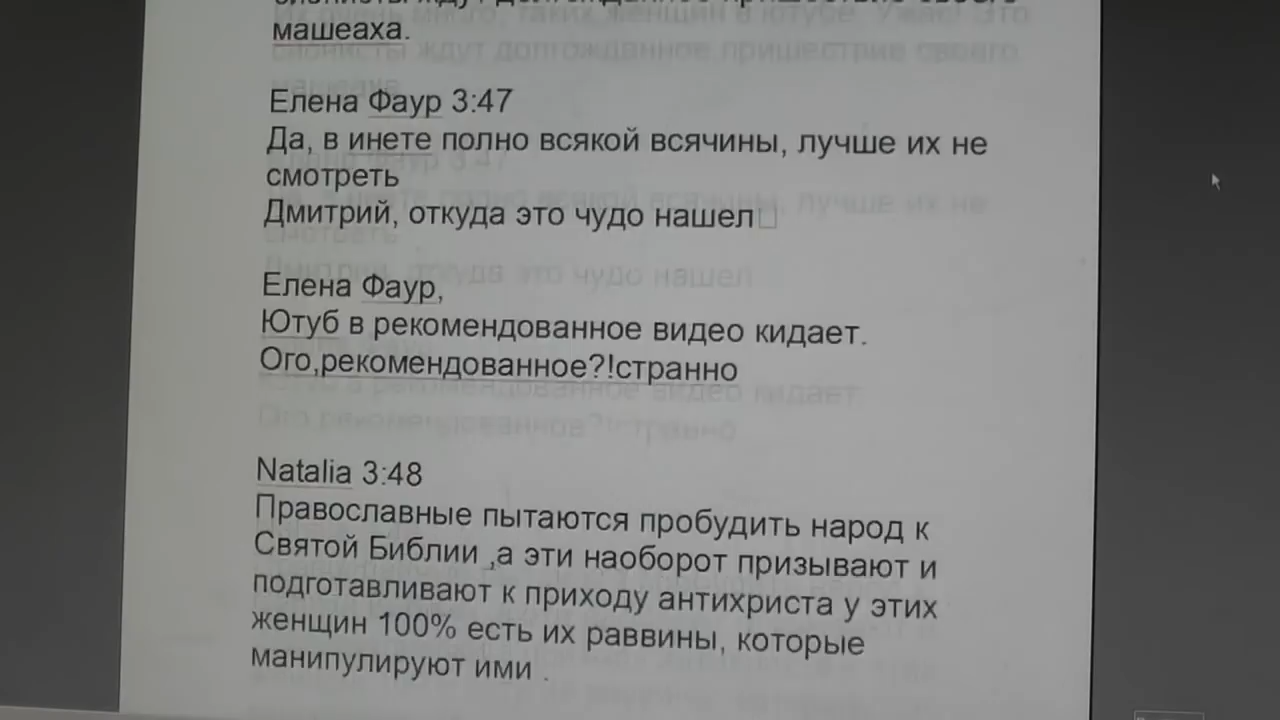 машеаха.
Елена Фаур 3:47
Да, в инете полно всякой всячины, лучше их не
смотреть
Дмитрий, откуда это чудо нашел
Елена Фаур,
Ютуб в рекомендованное видео кидает.
Ого,рекомендованное?!странно
Natalia 3:48
Православные пытаются пробудить народ к
Святой Библии ,а эти наоборот призывают и
подготавливают к приходу антихриста у этих
женщин 100% есть их раввины, которые
манипулируют ими .